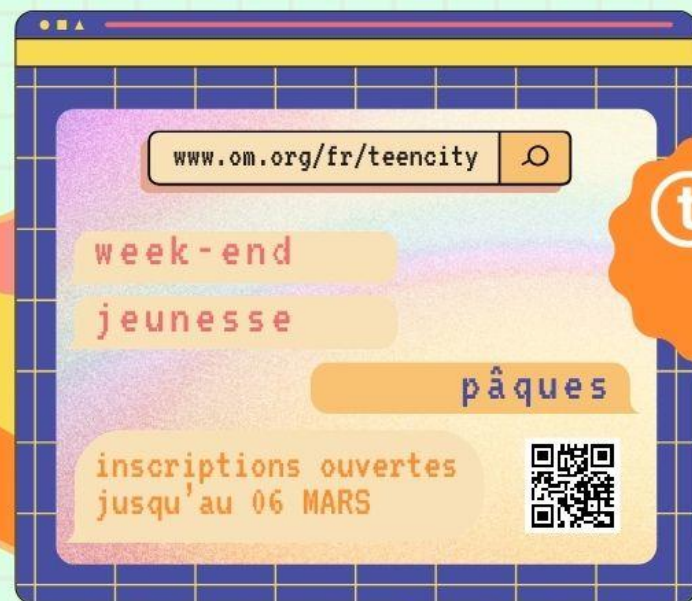 www.om.org/fr/teencity
week-end
jeunesse
pâques
inscriptions ouvertes
jusqu'au 06 MARS
t